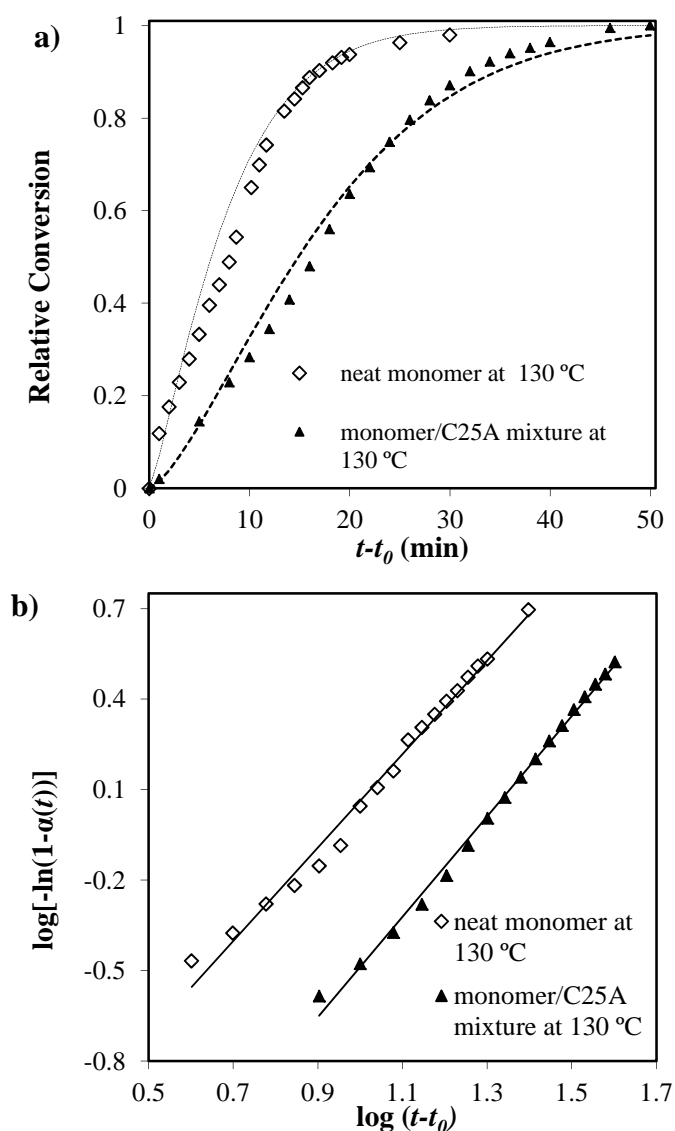 a)
1
0.8
0.6
0.4
0.2
0
Relative Conversion
neat monomer at 130 ºC
monomer/C25A mixture at
130 ºC
0 10 20 30 40 50
t-t0 (min)
b)
0.7
0.4
0.1
-0.2
-0.5
-0.8
log[-ln(1-α(t))]
neat monomer at
130 ºC
monomer/C25A
mixture at 130 ºC
0.5 0.7 0.9 1.1 1.3 1.5 1.7
log (t-t0)